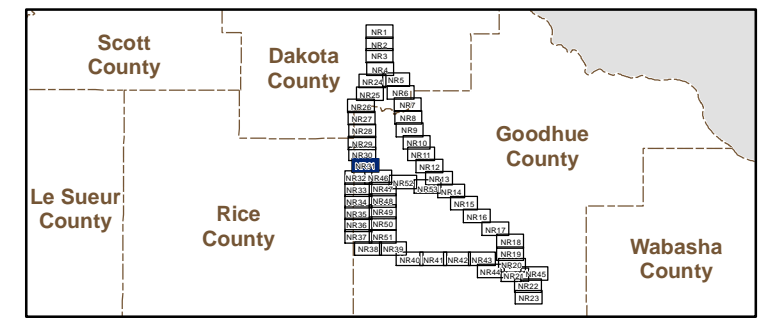 Scott
County
Dakota
County
Goodhue
County
Le Sueur
County
Rice
County
Wabasha
County
NR1
NR2
NR3
NR4
NR24
NR5
NR25
NR6
NR26
NR7
NR27
NR8
NR28
NR9
NR29
NR10
NR30
NR11
NR31
NR12
NR32
NR46
NR52
NR13
NR33
NR47
NR53
NR14
NR34
NR48
NR15
NR35
NR49
NR16
NR36
NR50
NR17
NR37
NR51
NR18
NR38
NR39
NR19
NR40
NR41
NR42
NR43
NR20
NR44
NR21
NR45
NR22
NR23